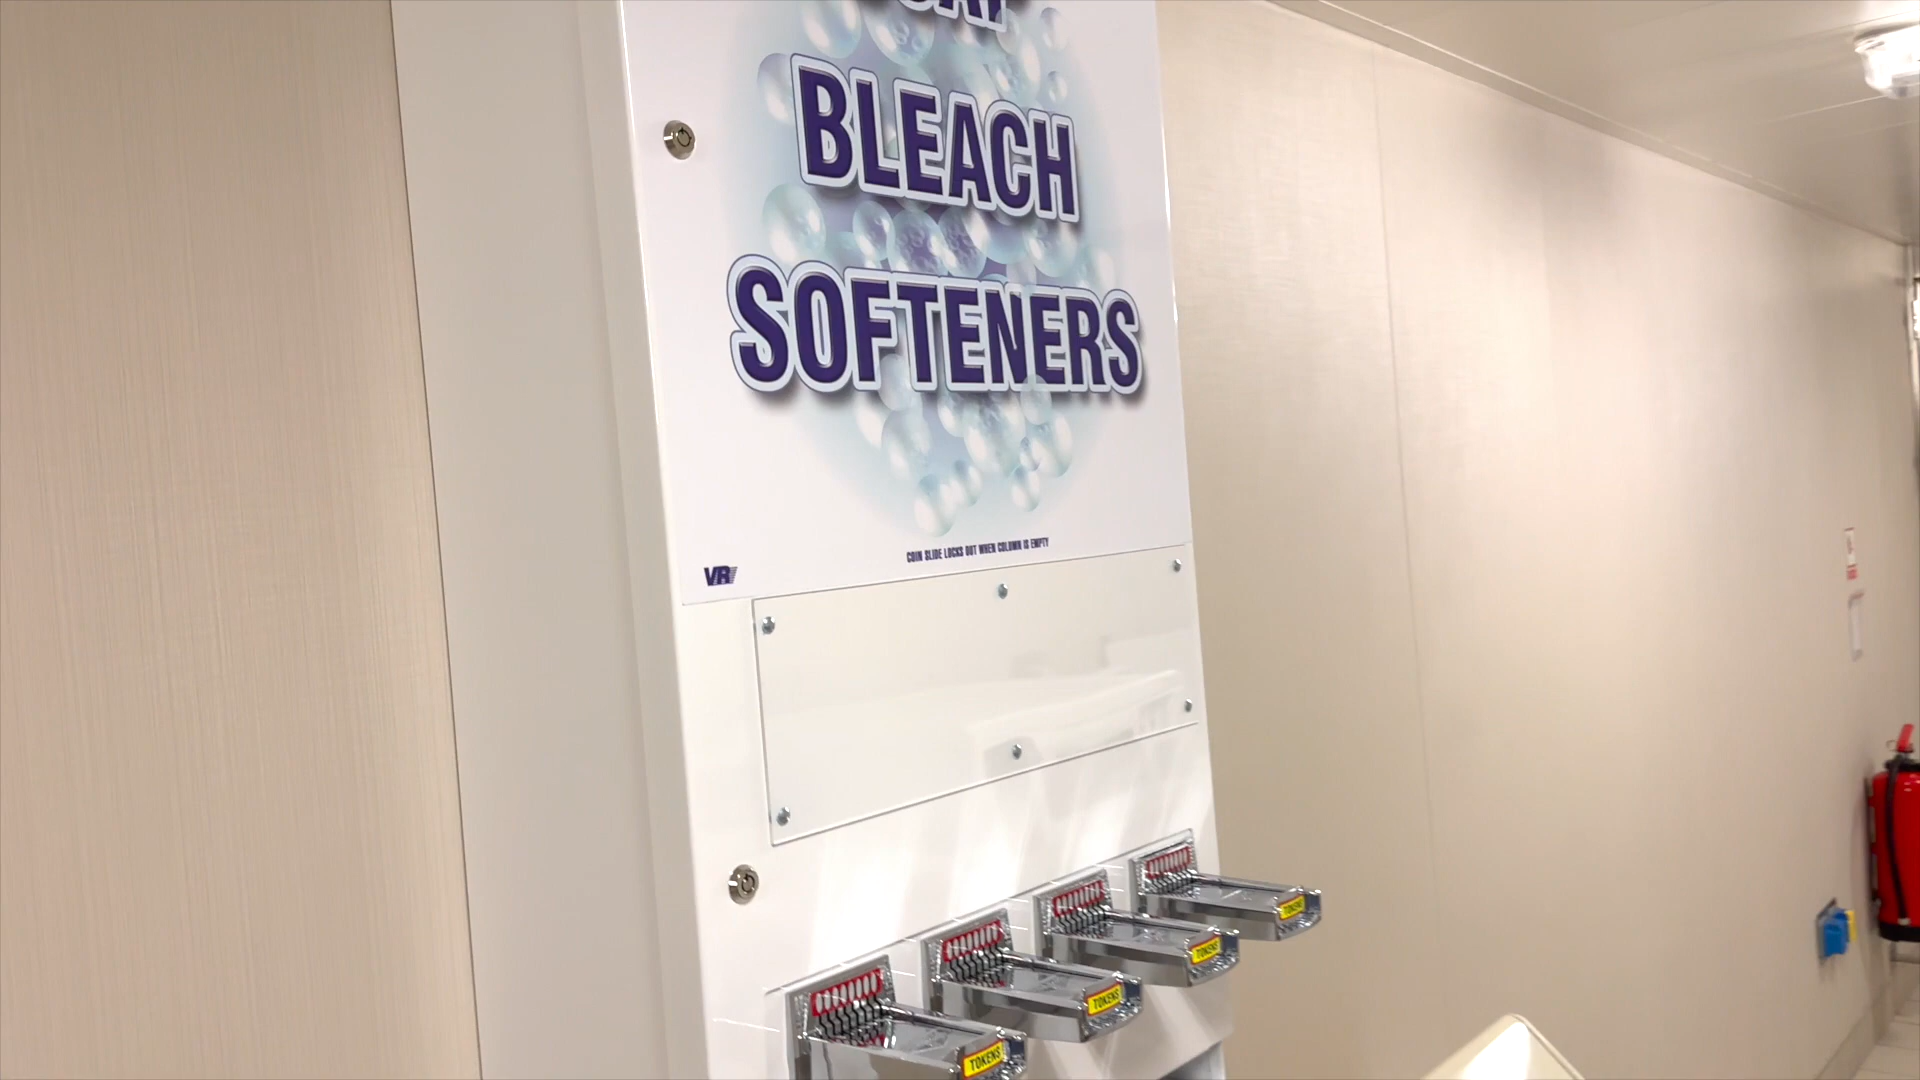 BLEACH
SOFTENERS
COIN SLIDE LOCKS OUT WHEN COLUMN IS EMPTY
VR
TOKENS
TOKENS
TOKENS
TOKENS